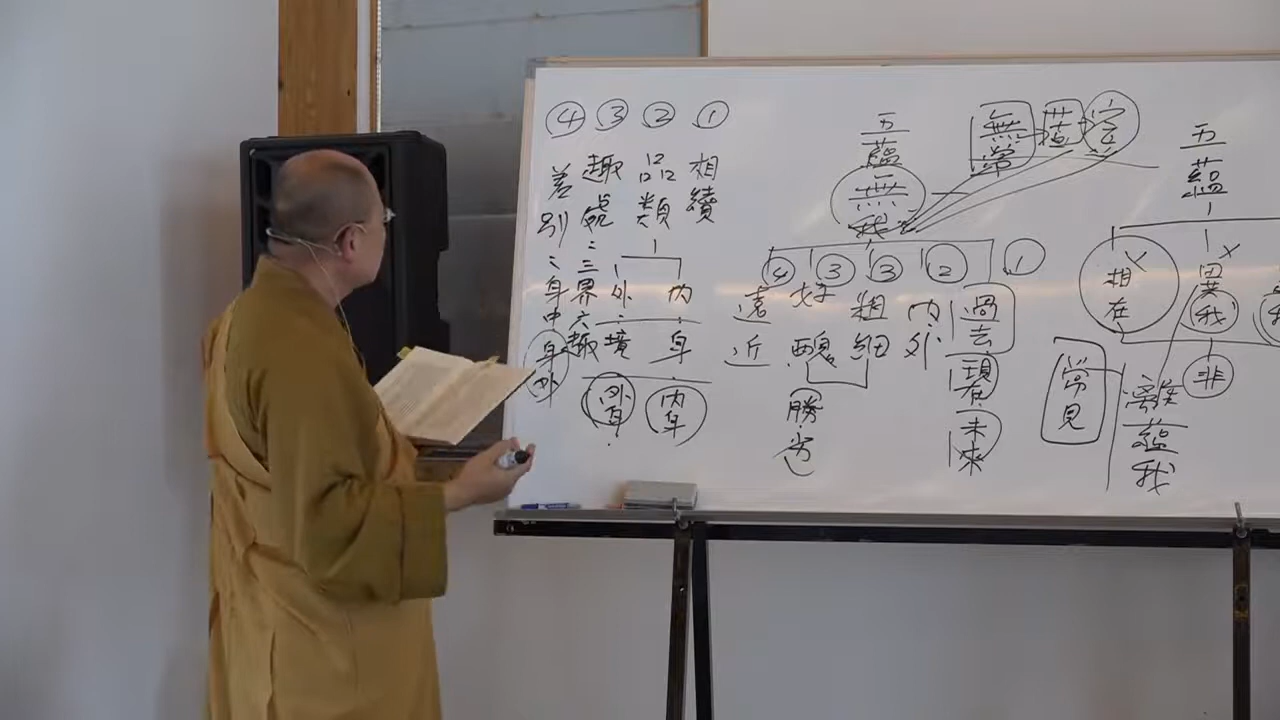 五蘊
相在
異我
非
離蘊我
常見
無常 苦 空
五蘊無我
① 過去 現在 未來
② 內外
③ 粗細
③ 好醜 勝劣
④ 遠近
① 相續
② 品類
內身 內身
外境 外身
③ 趣處:三界六趣
④ 差別:身中身外